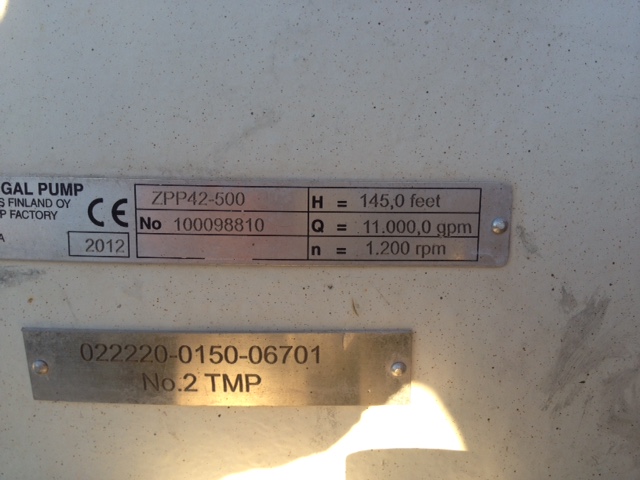 GAL PUMP
S FINLAND OY
P FACTORY
A
CE
2012
ZPP42-500
No 100098810
H = 145,0 feet
Q = 11.000,0 gpm
n = 1.200 rpm
022220-0150-06701
No.2 TMP